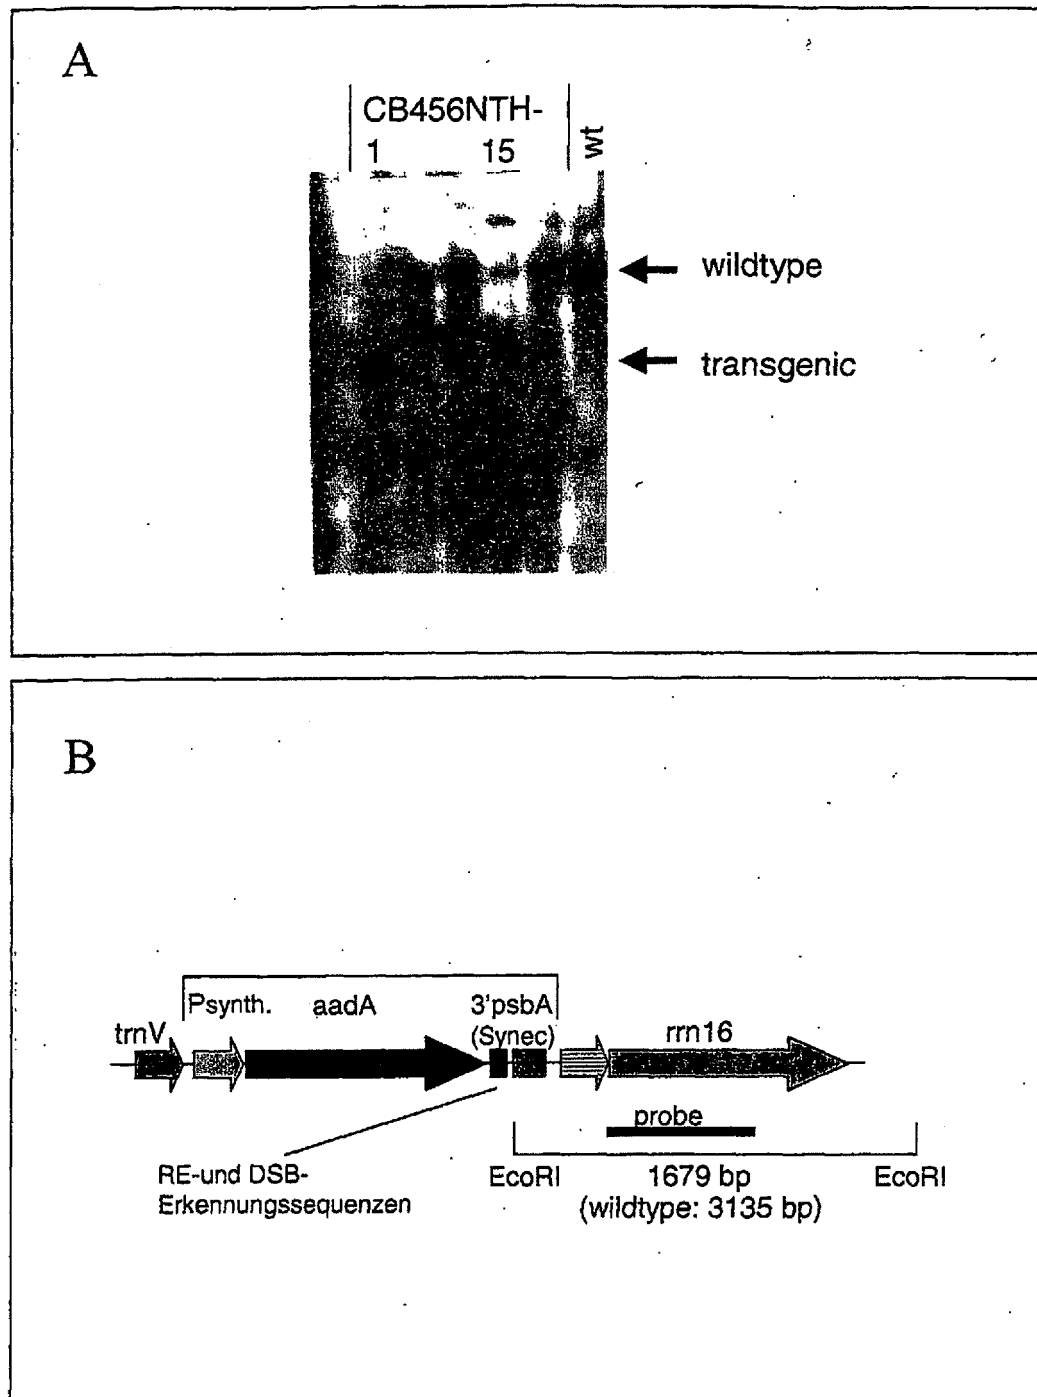 A
CB456NTH-
1 15 wt
wildtype
transgenic
B
Psynth. aadA 3'psbA
trnV (Synec) rrn16
probe
RE-und DSB- EcoRI 1679 bp EcoRI
Erkennungssequenzen (wildtype: 3135 bp)